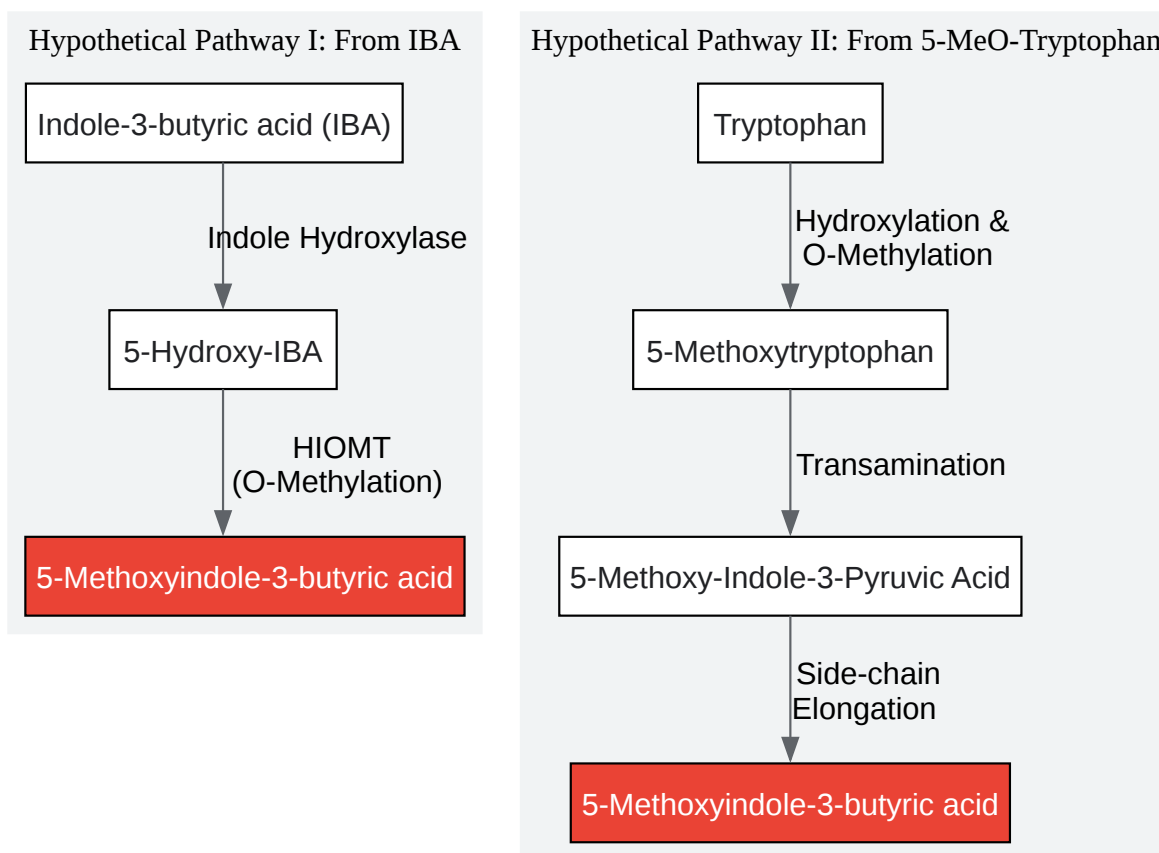 Hypothetical Pathway I: From IBA
Indole-3-butyric acid (IBA)
Indole Hydroxylase
5-Hydroxy-IBA
HIOMT
(O-Methylation)
5-Methoxyindole-3-butyric acid
Hypothetical Pathway II: From 5-MeO-Tryptophan
Tryptophan
Hydroxylation &
O-Methylation
5-Methoxytryptophan
Transamination
5-Methoxy-Indole-3-Pyruvic Acid
Side-chain
Elongation
5-Methoxyindole-3-butyric acid